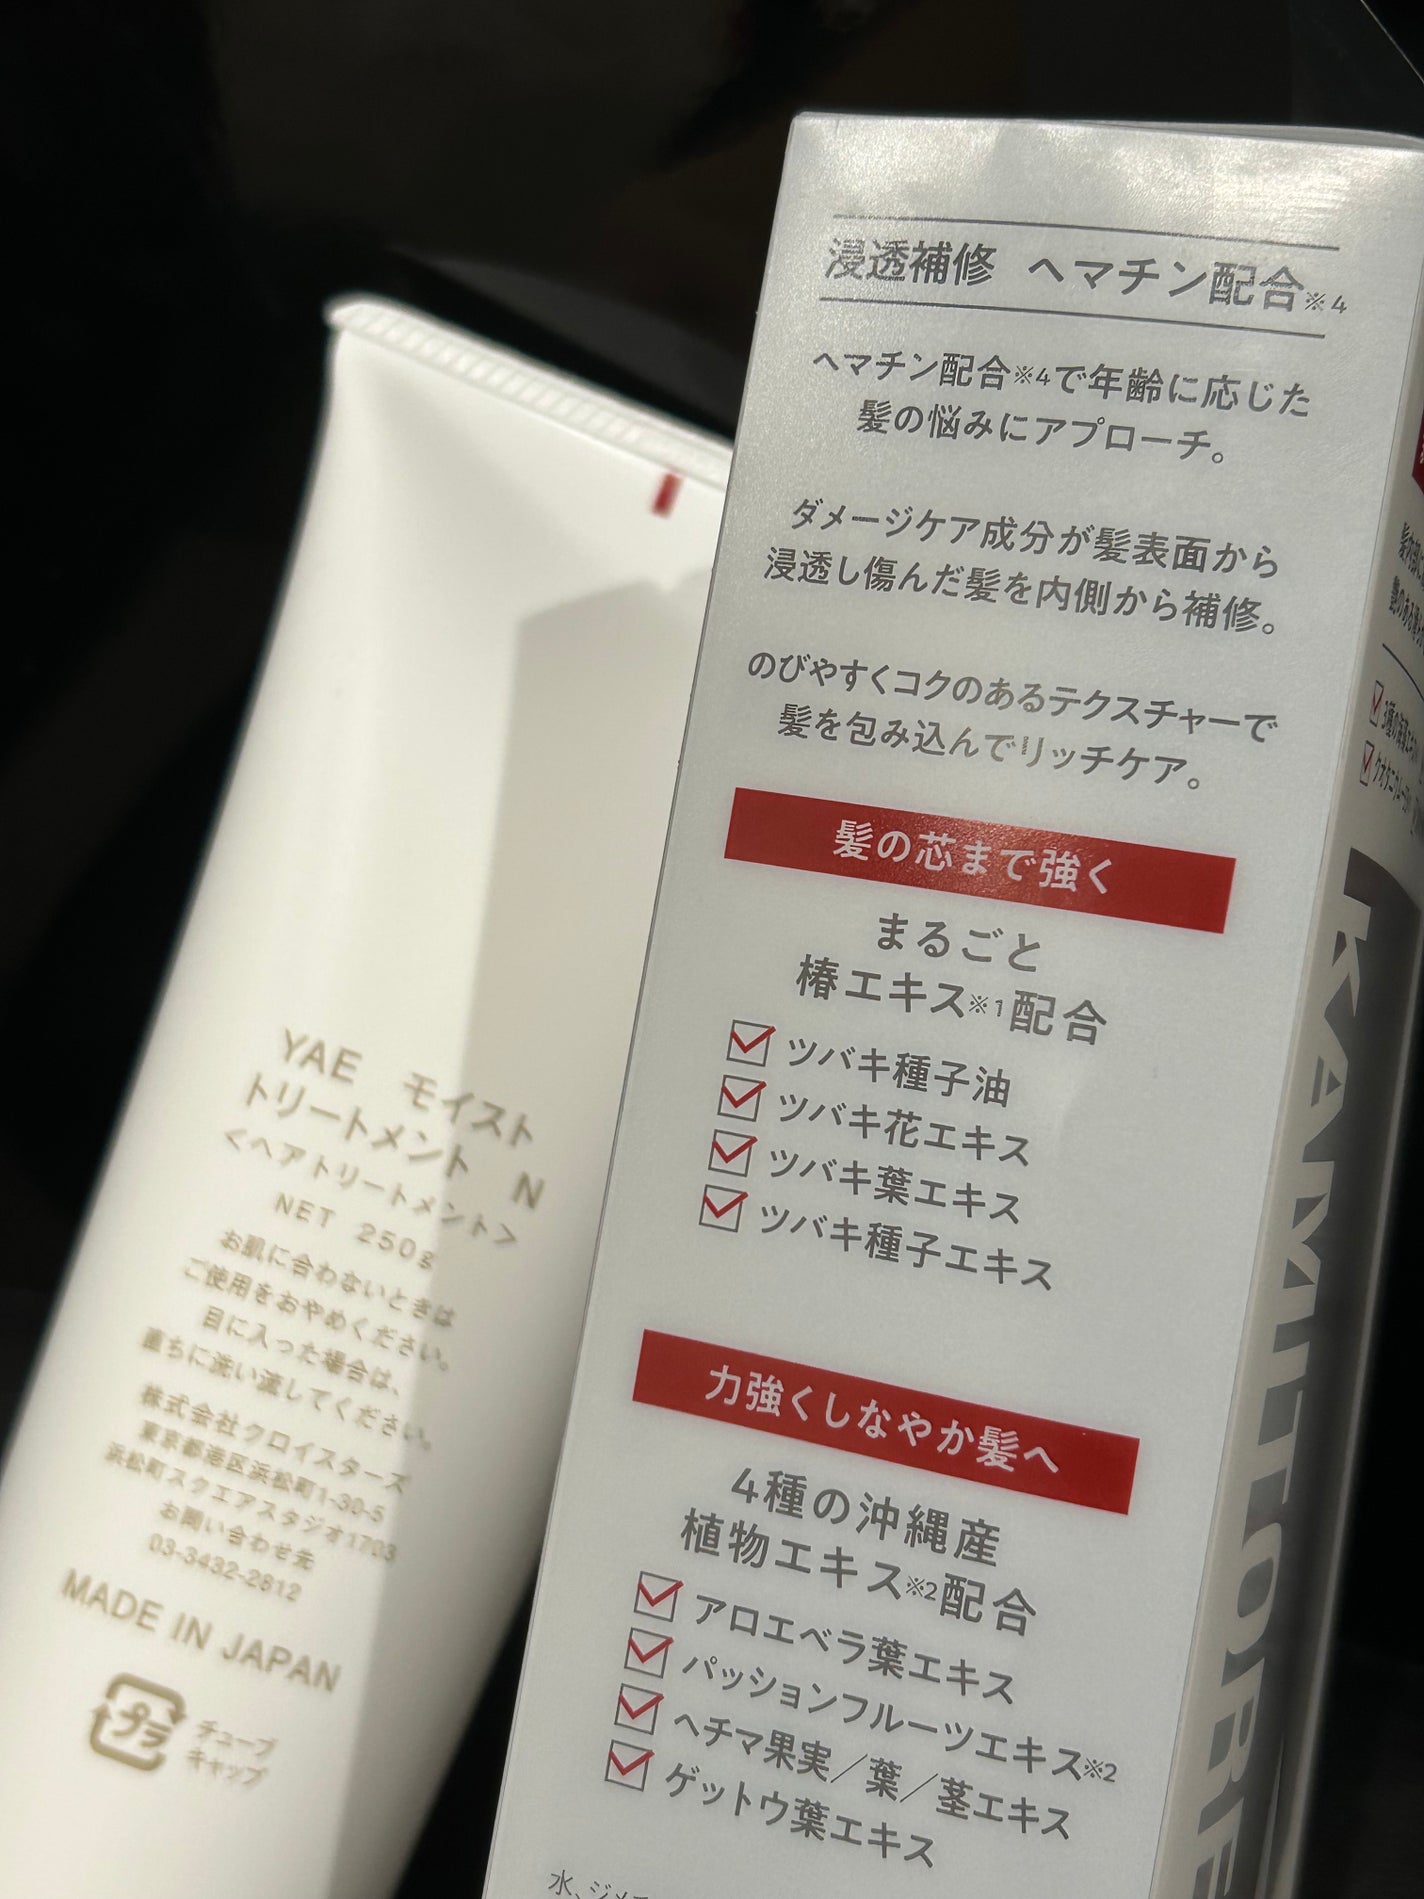 浸透補修 ヘマチン配合※4
ヘマチン配合※4で年齢に応じた
髪の悩みにアプローチ。
ダメージケア成分が髪表面から
浸透し傷んだ髪を内側から補修。
のびやすくコクのあるテクスチャーで
髪を包み込んでリッチケア。
髪の芯まで強く
まるごと
椿エキス※1配合
ツバキ種子油
ツバキ花エキス
ツバキ葉エキス
ツバキ種子エキス
力強くしなやか髪へ
4種の沖縄産
植物エキス※2配合
アロエベラ葉エキス
パッションフルーツエキス※2
ヘチマ果実/葉/茎エキス
ゲットウ葉エキス
KAMITORE
YAE モイスト
トリートメント N
<ヘアトリートメント>
NET 250g
お肌に合わないときは
ご使用をおやめください。
目に入った場合は、
直ちに洗い流してください。
株式会社クロイスターズ
東京都港区浜松町1-30-5
浜松町スクエアスタジオ1703
お問い合わせ先
03-3432-2612
MADE IN JAPAN
プラ
チューブ
キャップ